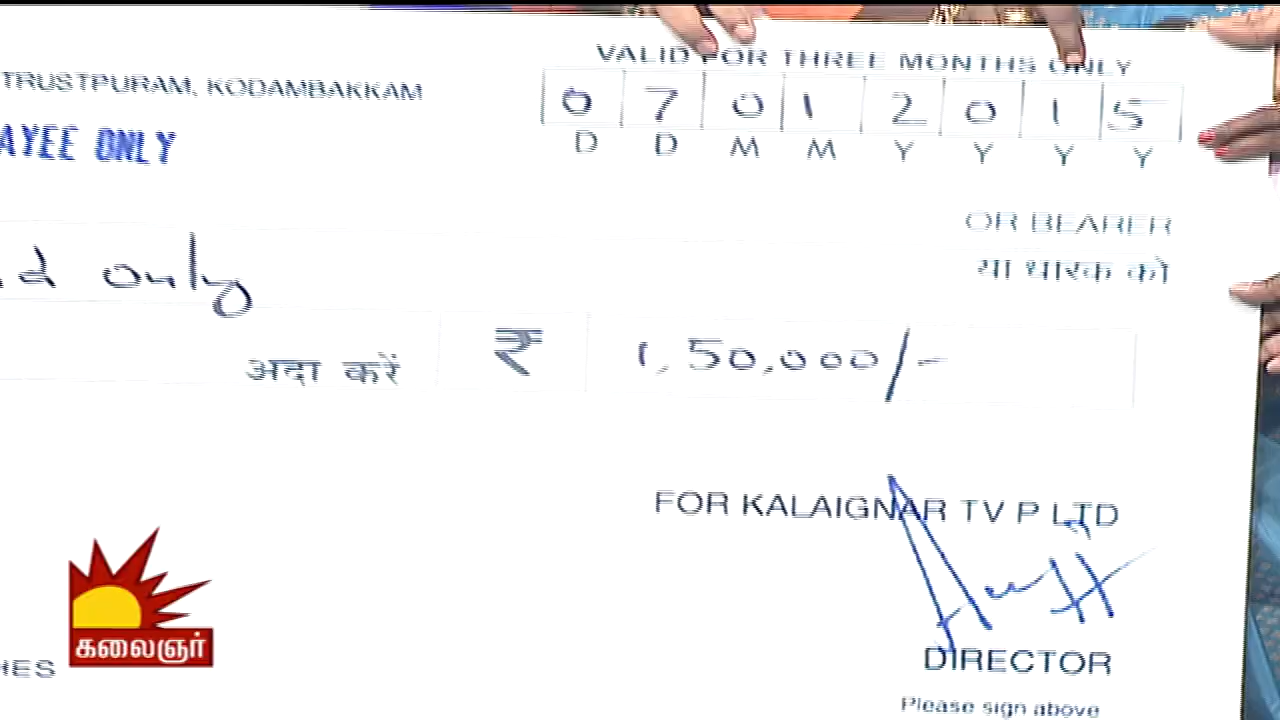 VALID FOR THREE MONTHS ONLY
TRUSTPURAM, KODAMBAKKAM
0 7 0 1 2 0 1 5
D D M M Y Y Y Y
AYEE ONLY
OR BEARER
या धारक को
only
अदा करें ₹ 1,50,000/-
FOR KALAIGNAR TV P LTD
கலைஞர்
DIRECTOR
HES
Please sign above